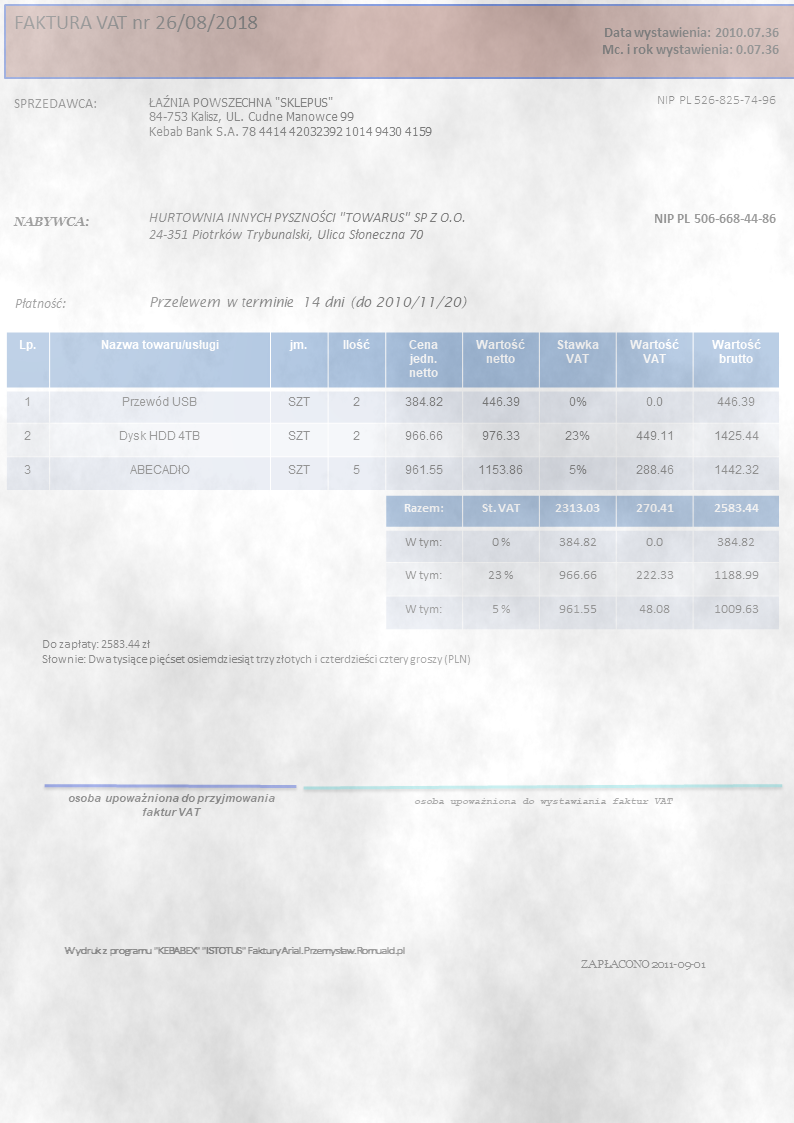 FAKTURA VAT nr 26/08/2018
Data wystawienia: 2010.07.36
Mc. i rok wystawienia: 0.07.36
SPRZEDAWCA:
ŁAŹNIA POWSZECHNA "SKLEPUS"
84-753 Kalisz, UL. Cudne Manowce 99
Kebab Bank S.A. 78 4414 42032392 1014 9430 4159
NIP PL 526-825-74-96
NABYWCA:
HURTOWNIA INNYCH PYSZNOŚCI "TOWARUS" SP Z O.O.
24-351 Piotrków Trybunalski, Ulica Słoneczna 70
NIP PL 506-668-44-86
Płatność:
Przelewem w terminie 14 dni (do 2010/11/20)
Lp. Nazwa towaru/usługi jm. Ilość Cena jedn. netto Wartość netto Stawka VAT Wartość VAT Wartość brutto
1 Przewód USB SZT 2 384.82 446.39 0% 0.0 446.39
2 Dysk HDD 4TB SZT 2 966.66 976.33 23% 449.11 1425.44
3 ABECADłO SZT 5 961.55 1153.86 5% 288.46 1442.32
Razem: St. VAT 2313.03 270.41 2583.44
W tym: 0 % 384.82 0.0 384.82
W tym: 23 % 966.66 222.33 1188.99
W tym: 5 % 961.55 48.08 1009.63
Do zapłaty: 2583.44 zł
Słownie: Dwa tysiące pięćset osiemdziesiąt trzy złotych i czterdzieści cztery groszy (PLN)
osoba upoważniona do przyjmowania
faktur VAT
osoba upoważniona do wystawiania faktur VAT
Wydruk z programu "KEBABEX" "ISTOTUS" Faktury.Arial.Przemyslaw.Romuald.pl
ZAPŁACONO 2011-09-01